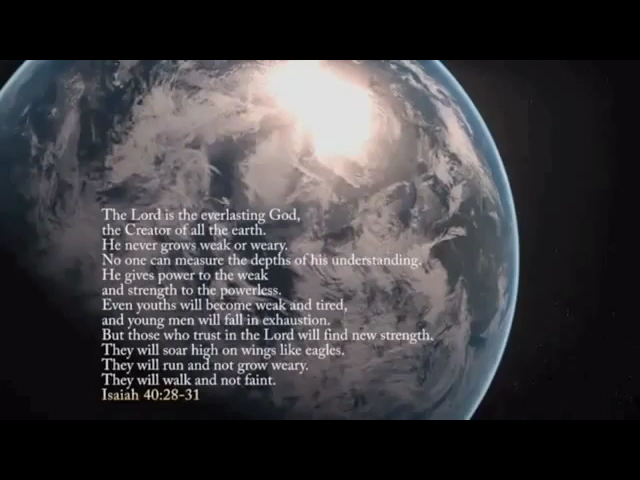 The Lord is the everlasting God,
the Creator of all the earth.
He never grows weak or weary.
No one can measure the depths of his understanding.
He gives power to the weak
and strength to the powerless.
Even youths will become weak and tired,
and young men will fall in exhaustion.
But those who trust in the Lord will find new strength.
They will soar high on wings like eagles.
They will run and not grow weary.
They will walk and not faint.
Isaiah 40:28-31